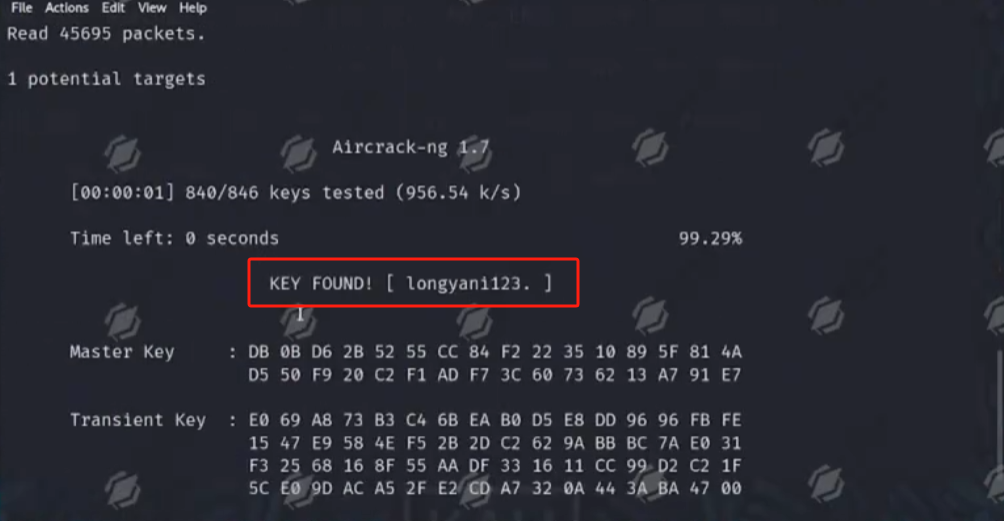 File Actions Edit View Help
Read 45695 packets.
1 potential targets
Aircrack-ng 1.7
[00:00:01] 840/846 keys tested (956.54 k/s)
Time left: 0 seconds 99.29%
KEY FOUND! [ longyani123. ]
Master Key : DB 0B D6 2B 52 55 CC 84 F2 22 35 10 89 5F 81 4A
D5 50 F9 20 C2 F1 AD F7 3C 60 73 62 13 A7 91 E7
Transient Key : E0 69 A8 73 B3 C4 6B EA B0 D5 E8 DD 96 96 FB FE
15 47 E9 58 4E F5 2B 2D C2 62 9A BB BC 7A E0 31
F3 25 68 16 8F 55 AA DF 33 16 11 CC 99 D2 C2 1F
5C E0 9D AC A5 2F E2 CD A7 32 0A 44 3A BA 47 00